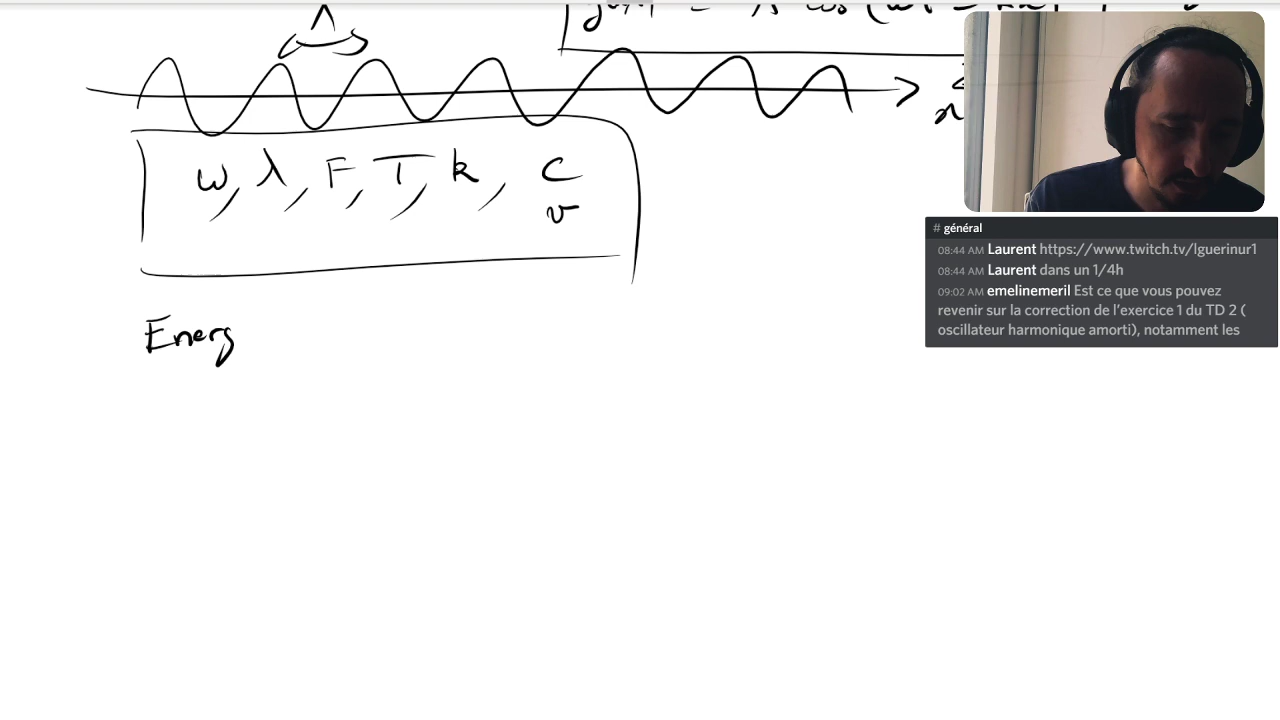 λ
ω, λ, F, T, k, c
v
Energ
x
# général
08:44 AM Laurent https://www.twitch.tv/lguerinur1
08:44 AM Laurent dans un 1/4h
09:02 AM emelinemeril Est ce que vous pouvez
revenir sur la correction de l'exercice 1 du TD 2 (
oscillateur harmonique amorti), notamment les